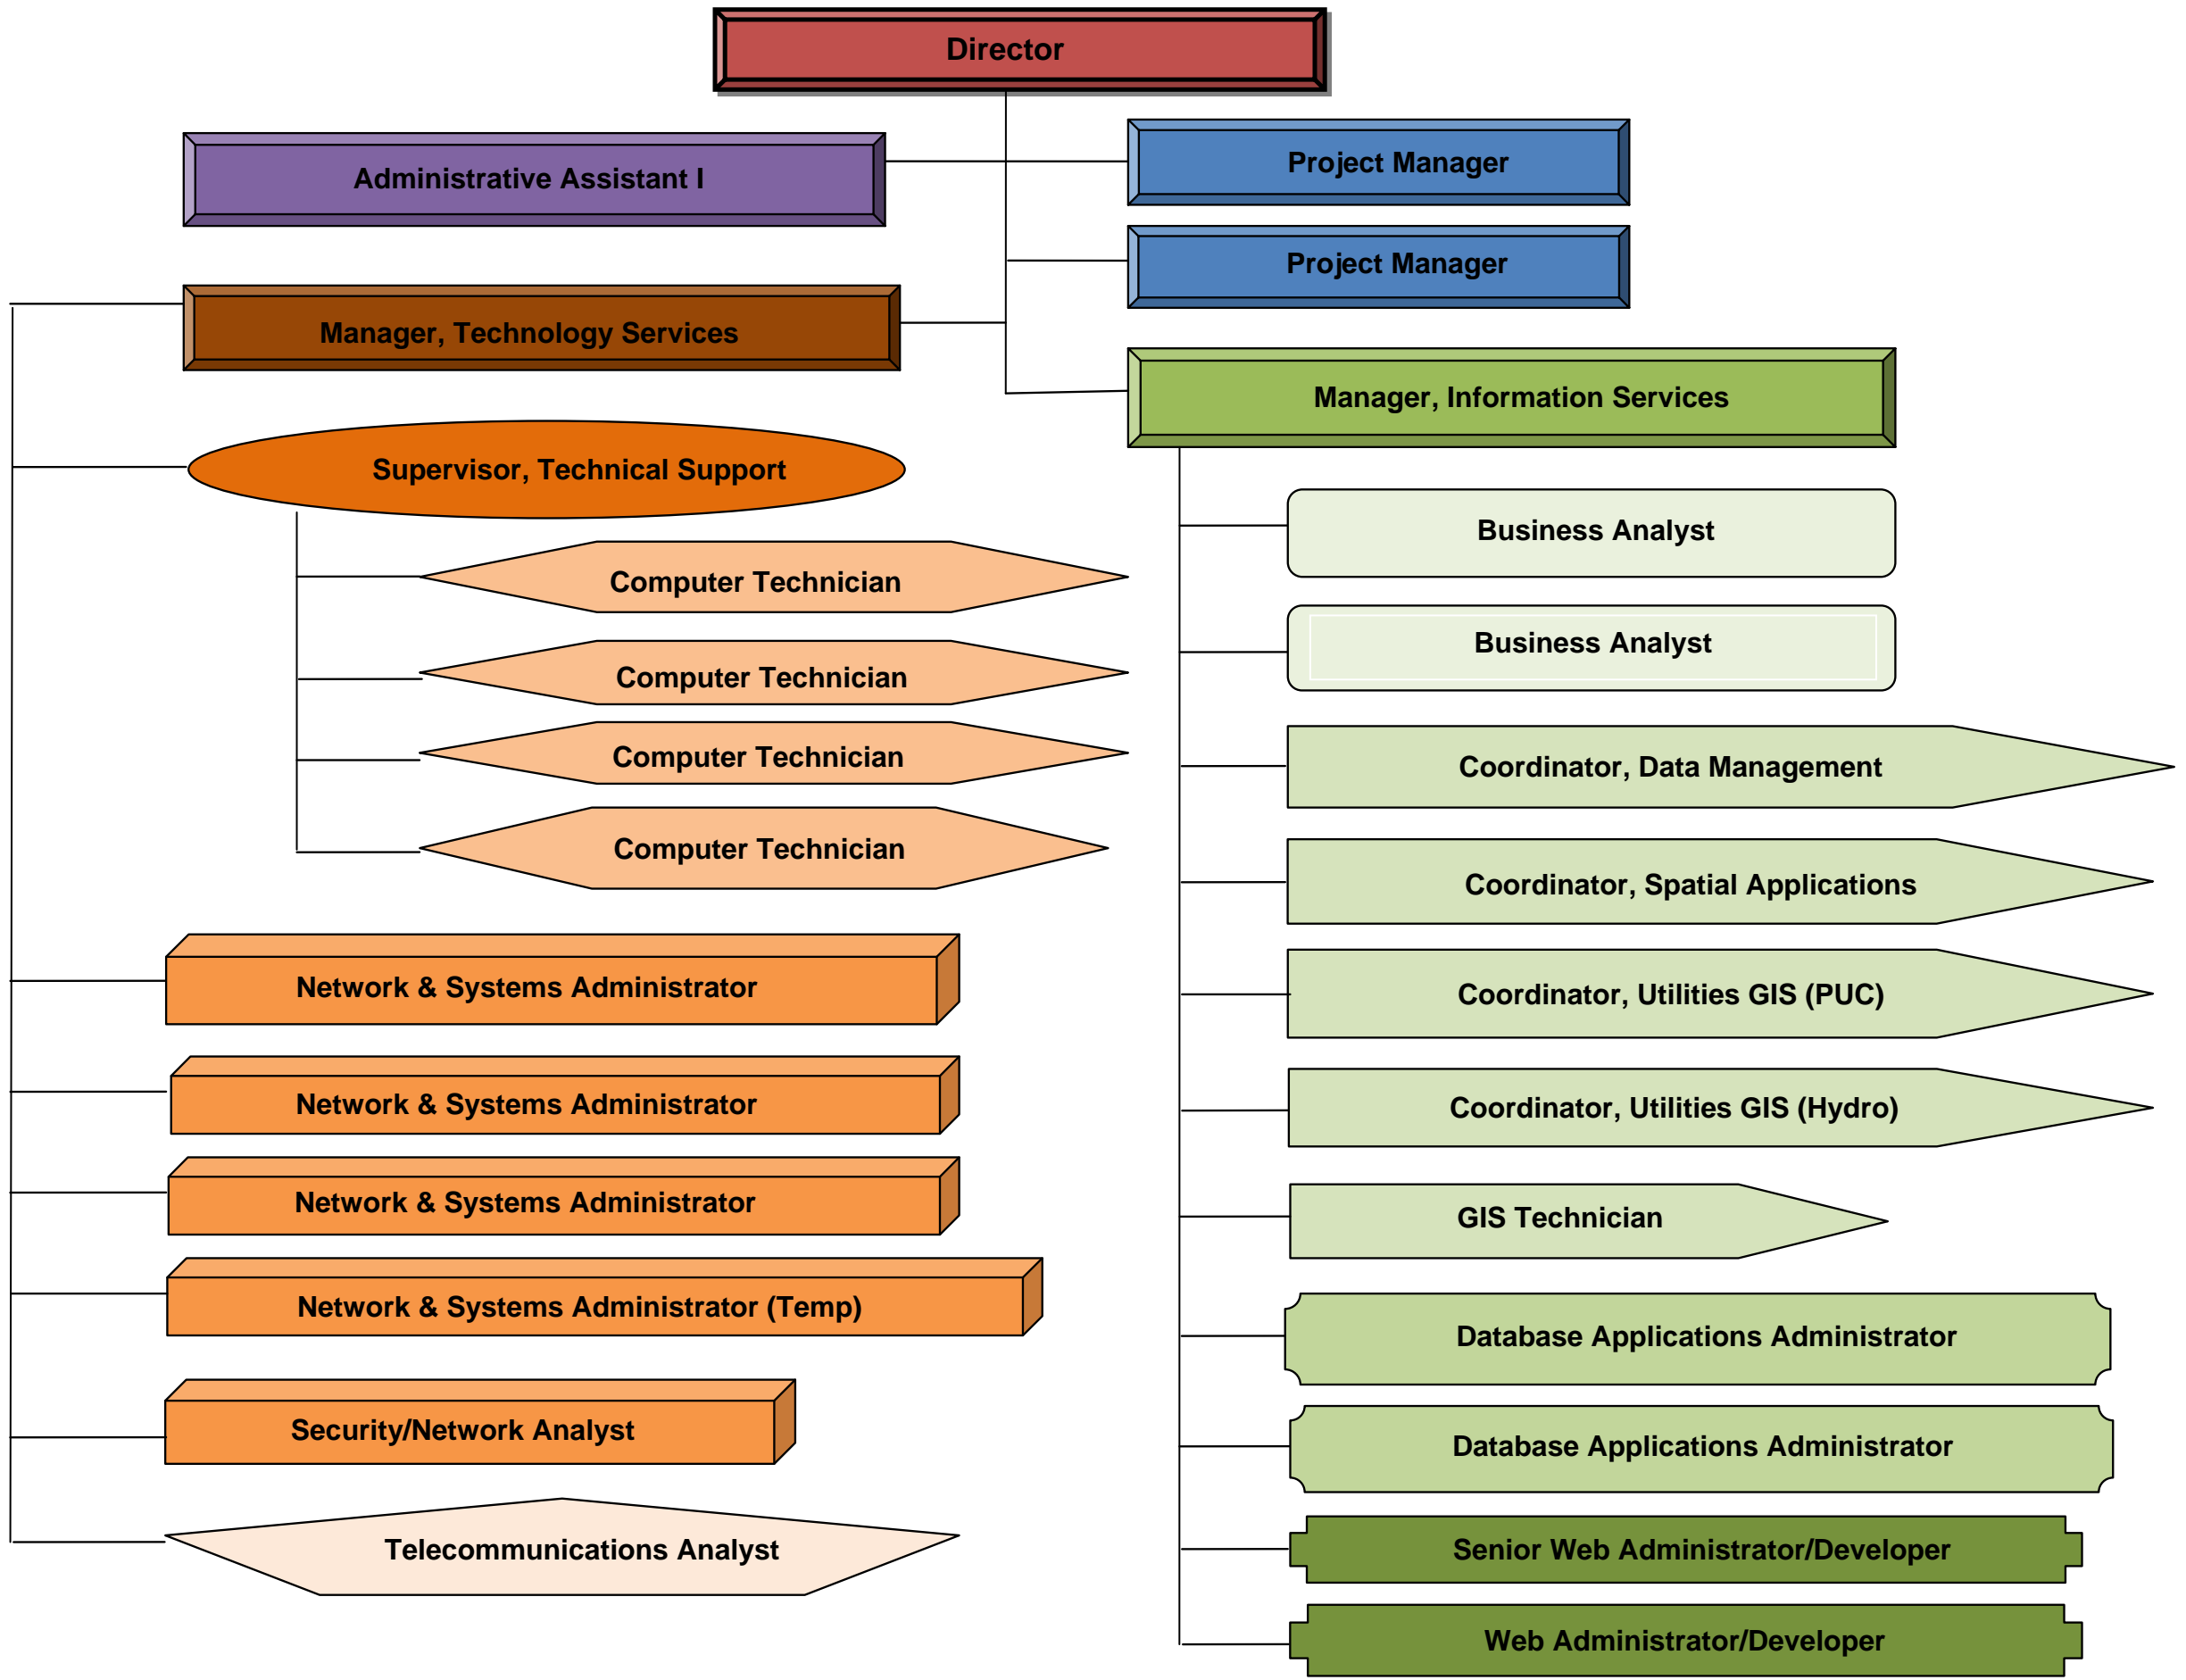 Director
Administrative Assistant I
Project Manager
Project Manager
Manager, Technology Services
Manager, Information Services
Supervisor, Technical Support
Computer Technician
Computer Technician
Computer Technician
Computer Technician
Network & Systems Administrator
Network & Systems Administrator
Network & Systems Administrator
Network & Systems Administrator (Temp)
Security/Network Analyst
Telecommunications Analyst
Business Analyst
Business Analyst
Coordinator, Data Management
Coordinator, Spatial Applications
Coordinator, Utilities GIS (PUC)
Coordinator, Utilities GIS (Hydro)
GIS Technician
Database Applications Administrator
Database Applications Administrator
Senior Web Administrator/Developer
Web Administrator/Developer